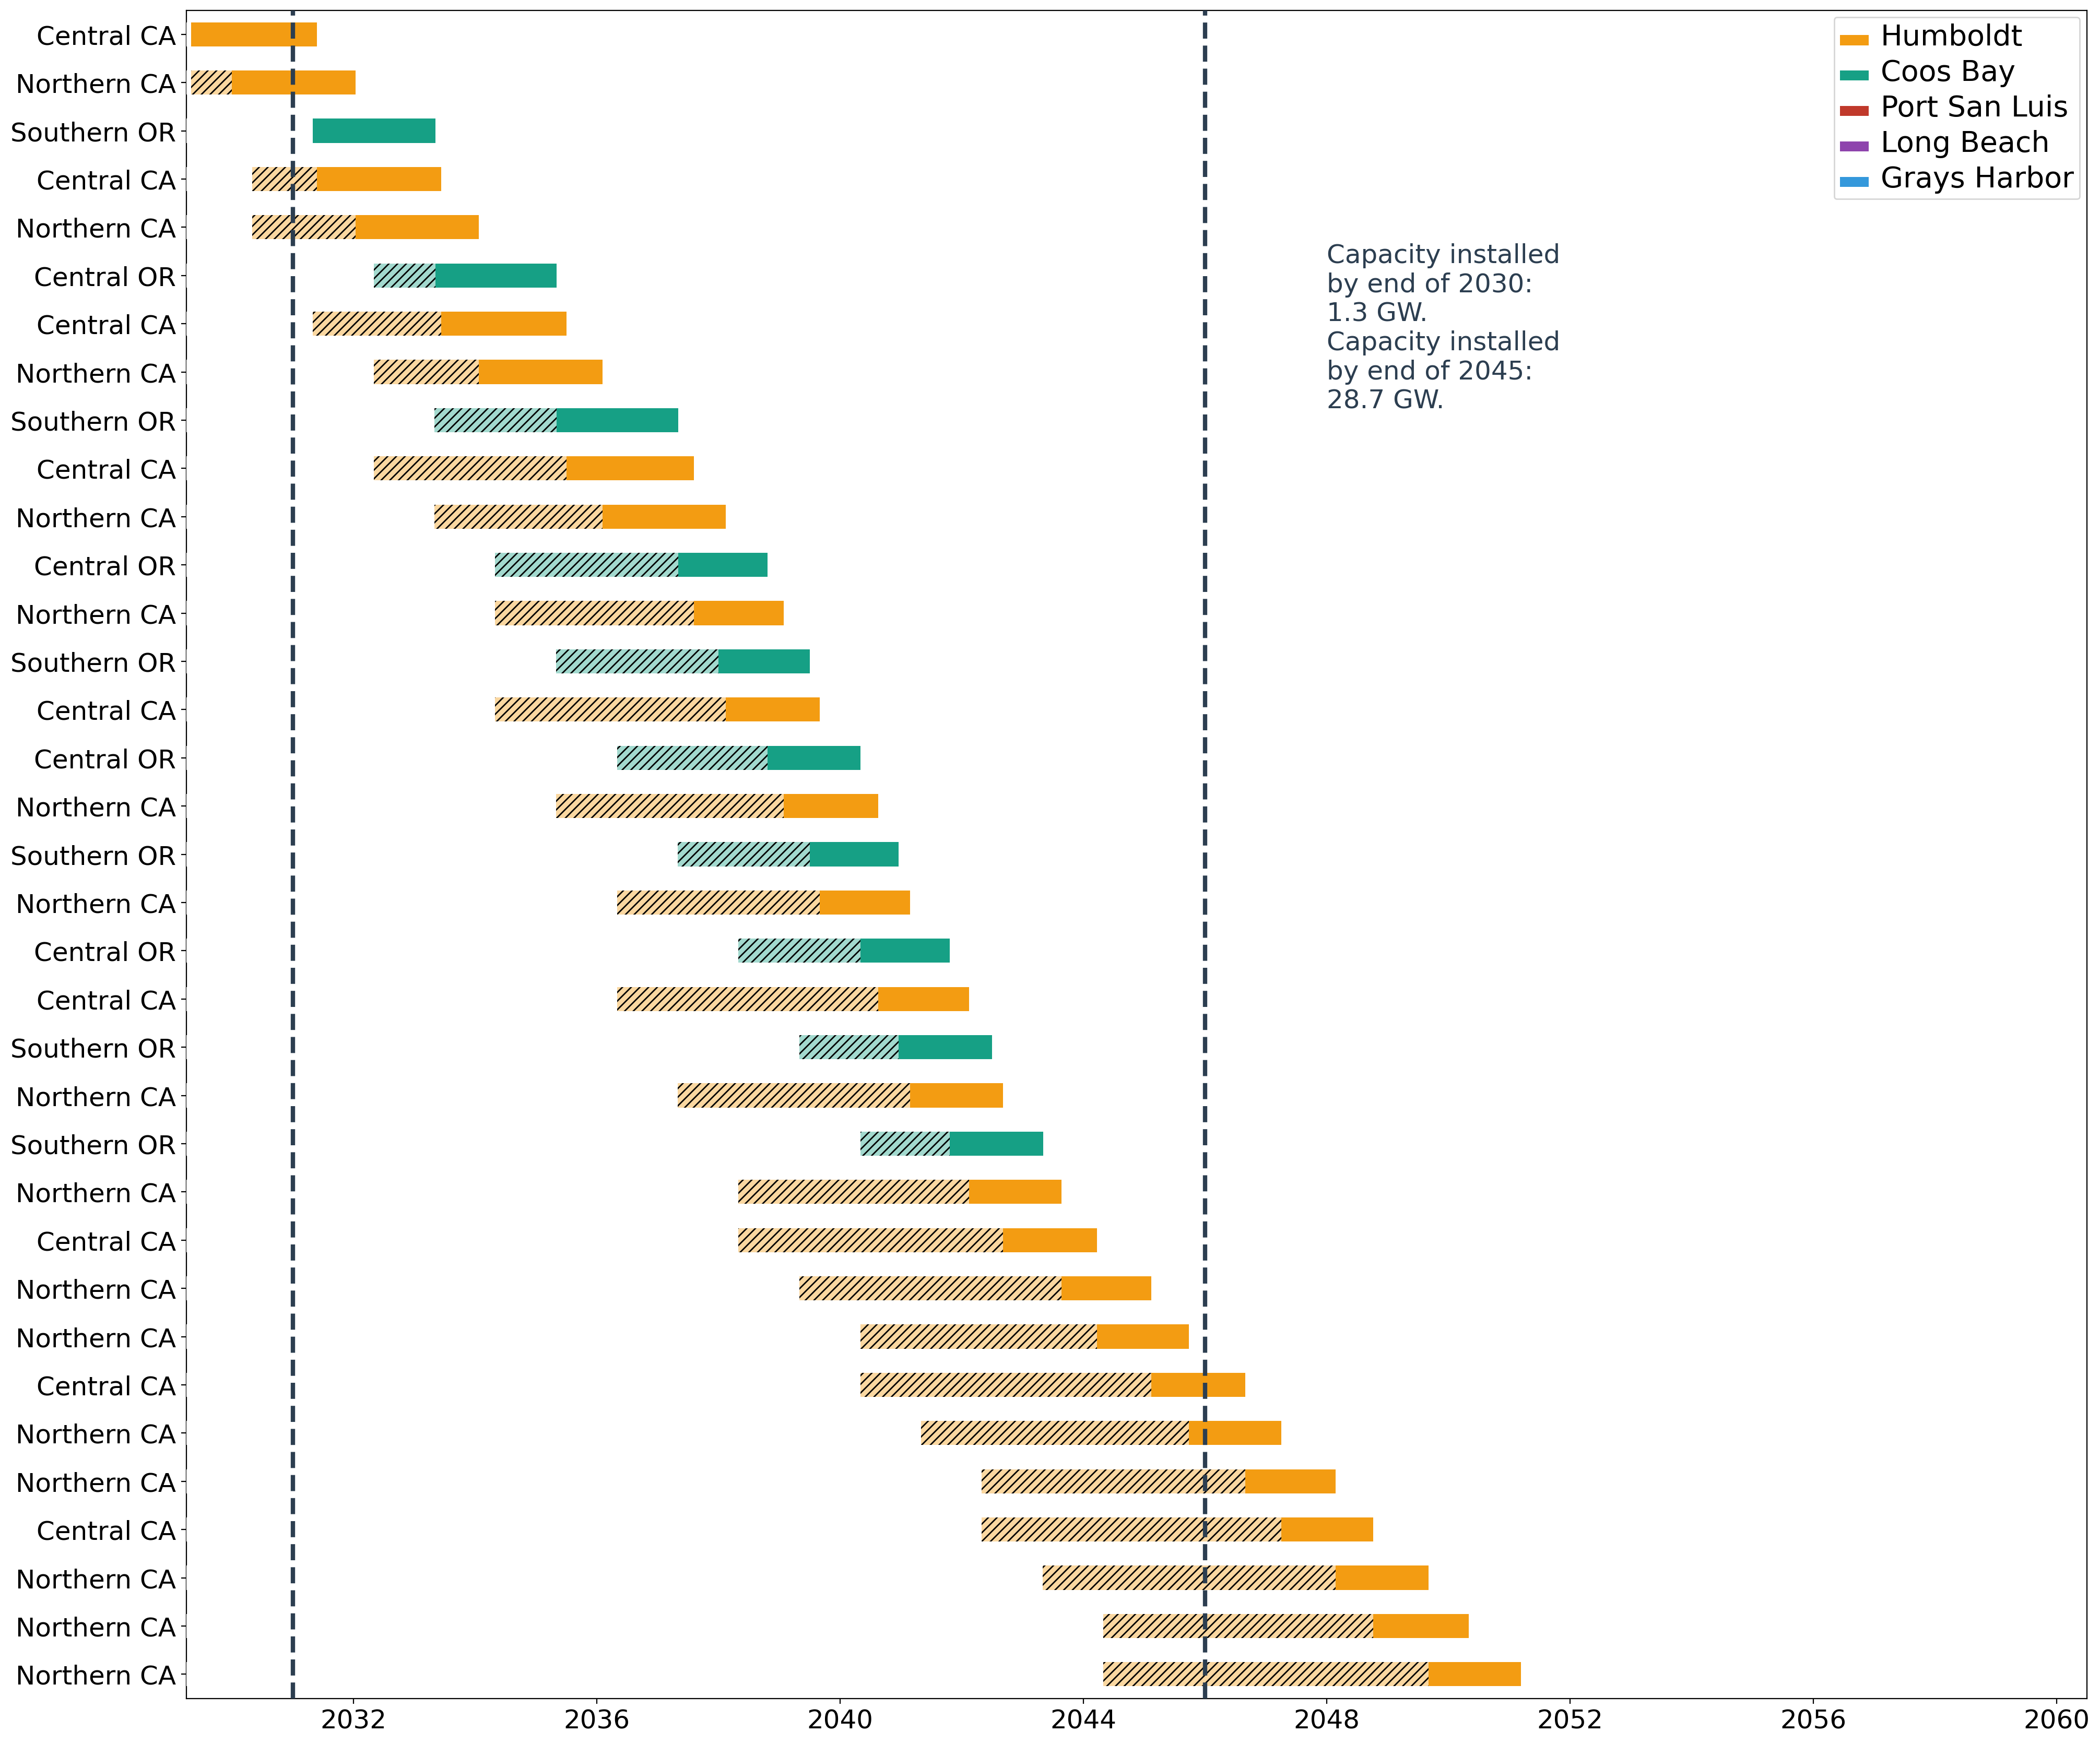 Central CA
Northern CA
Southern OR
Central CA
Northern CA
Central OR
Central CA
Northern CA
Southern OR
Central CA
Northern CA
Central OR
Northern CA
Southern OR
Central CA
Central OR
Northern CA
Southern OR
Northern CA
Central OR
Central CA
Southern OR
Northern CA
Southern OR
Northern CA
Central CA
Northern CA
Northern CA
Central CA
Northern CA
Northern CA
Central CA
Northern CA
Northern CA
Northern CA
Humboldt
Coos Bay
Port San Luis
Long Beach
Grays Harbor
Capacity installed
by end of 2030:
1.3 GW.
Capacity installed
by end of 2045:
28.7 GW.
2032 2036 2040 2044 2048 2052 2056 2060